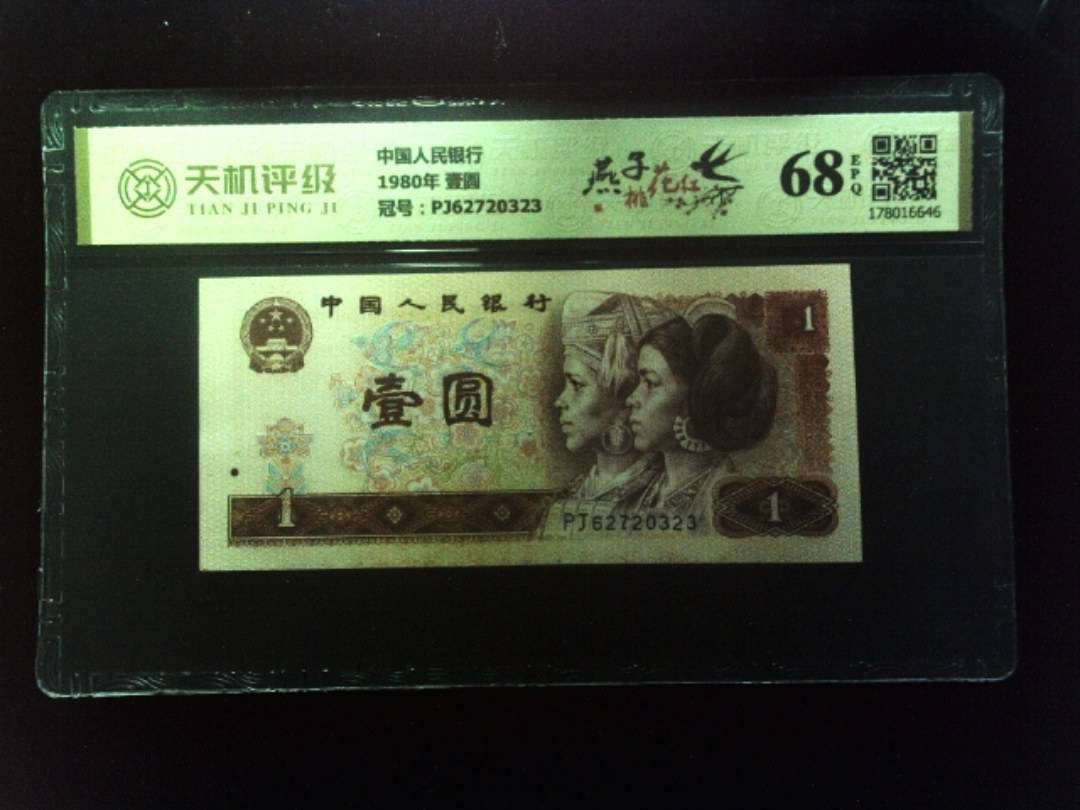 天机评级
TIAN JI PING JI
中国人民银行
1980年 壹圆
冠号：PJ62720323
燕子
桃花红
68
EPQ
178016646
中国人民银行
1
壹圆
1
PJ62720323
1